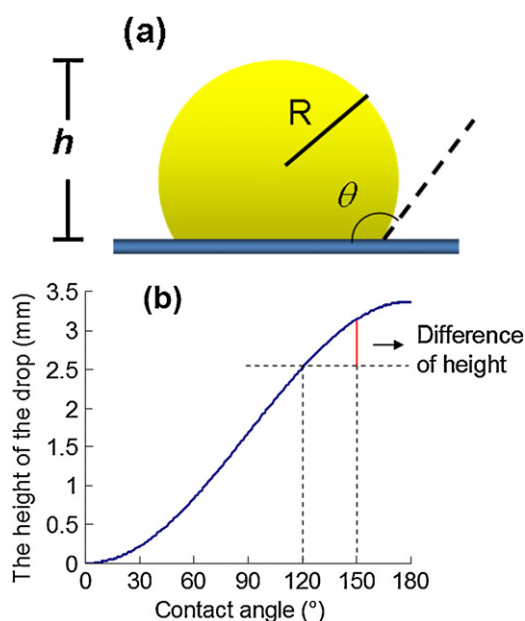 (a)
h
R
θ
(b)
The height of the drop (mm)
3.5
3
2.5
2
1.5
1
0.5
0
Difference
of height
0 30 60 90 120 150 180
Contact angle (°)